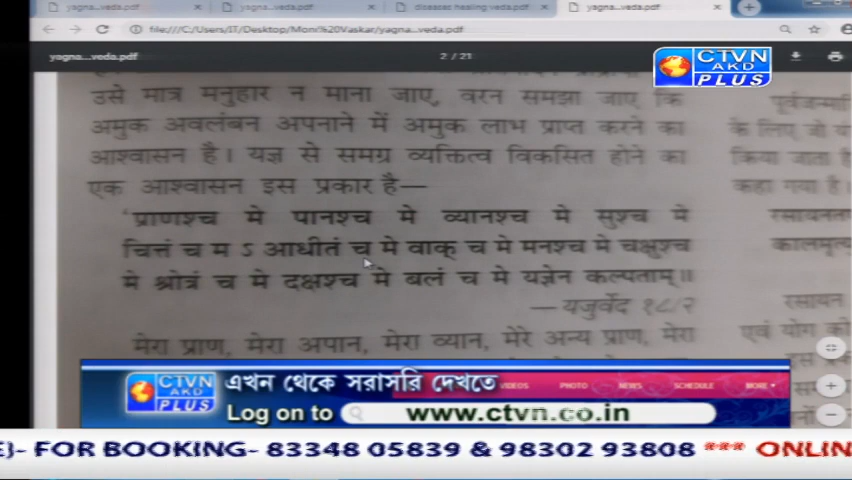 yagna...veda.pdf
yagna...veda.pdf
diseases healing veda.pdf
yagna...veda.pdf
file:///C:/Users/IT/Desktop/Moni%20Vaskar/yagna...veda.pdf
yagna...veda.pdf
2 / 21
CTVN
AKD
PLUS
उसे मात्र मनुहार न माना जाए, वरन समझा जाए कि
अमुक अवलंबन अपनाने में अमुक लाभ प्राप्त करने का
आश्वासन है। यज्ञ से समग्र व्यक्तित्व विकसित होने का
एक आश्वासन इस प्रकार है—
'प्राणश्च मे पानश्च मे व्यानश्च मे सुश्च मे
चित्तं च म ऽ आधीतं च मे वाक् च मे मनश्च मे चक्षुश्च
मे श्रोत्रं च मे दक्षश्च मे बलं च मे यज्ञेन कल्पताम्॥
—यजुर्वेद १८/२
मेरा प्राण, मेरा अपान, मेरा व्यान, मेरे अन्य प्राण, मेरा
के लिए जो
किया जाता है
कहा गया है।
कालमृत्यु
रसायन
एवं योग को
CTVN
AKD
PLUS
এখন থেকে সরাসরি দেখতে
VIDEOS
PHOTO
NEWS
SCHEDULE
MORE
Log on to
www.ctvn.co.in
E)- FOR BOOKING- 83348 05839 & 98302 93808 *** ONLIN